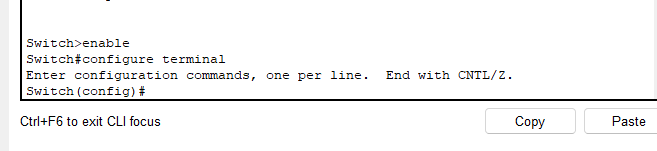 Switch>enable
Switch#configure terminal
Enter configuration commands, one per line.  End with CNTL/Z.
Switch(config)#
Ctrl+F6 to exit CLI focus
Copy
Paste